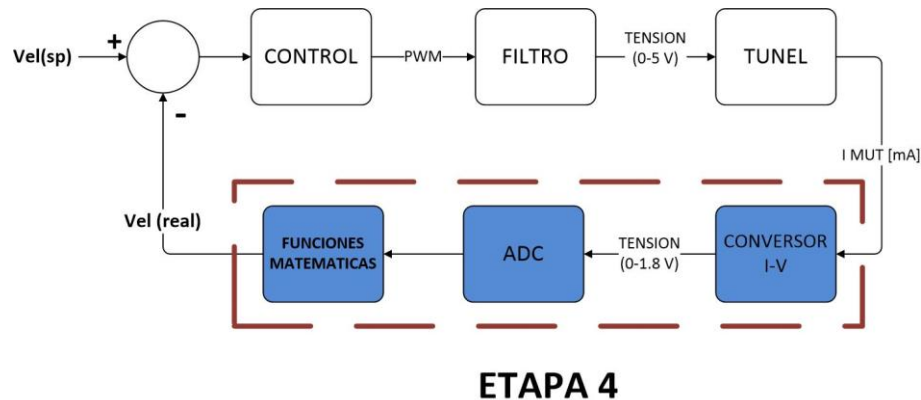 Vel(sp)
+
-
CONTROL
PWM
FILTRO
TENSION
(0-5 V)
TUNEL
I MUT [mA]
Vel (real)
FUNCIONES
MATEMATICAS
ADC
TENSION
(0-1.8 V)
CONVERSOR
I-V
ETAPA 4